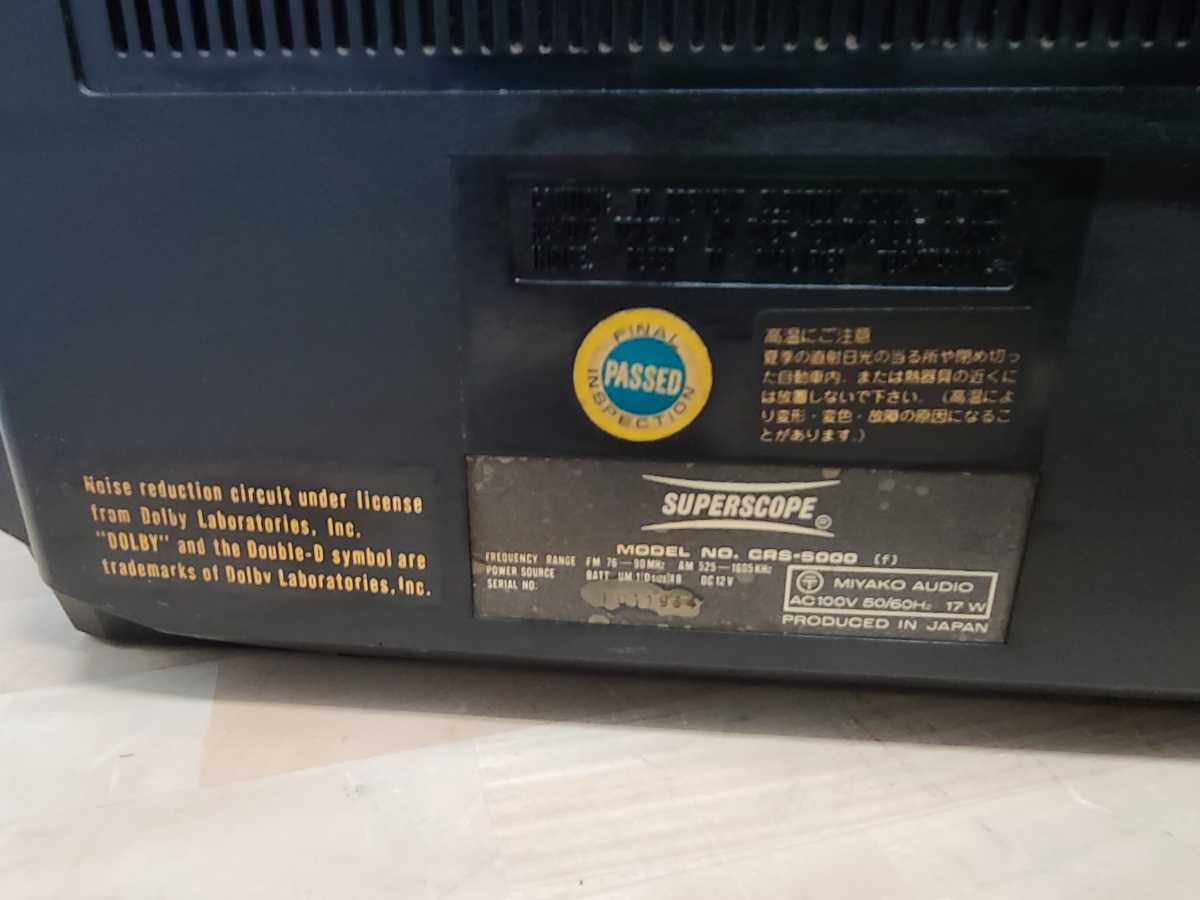 FINAL
PASSED
INSPECTION
高温にご注意
夏季の直射日光の当る所や閉め切っ
た自動車内、または熱器具の近くに
は放置しないで下さい。(高温によ
り変形・変色・故障の原因になるこ
とがあります。)
Noise reduction circuit under license
from Dolby Laboratories, Inc.
"DOLBY" and the Double-D symbol are
trademarks of Dolby Laboratories, Inc.
SUPERSCOPE ®
MODEL NO. CRS-5000 (f)
FREQUENCY RANGE FM 76—90MHz AM 525—1605KHz
POWER SOURCE BATT UM 1(D size)x8 DC12V
SERIAL NO.
MIYAKO AUDIO
AC100V 50/60Hz 17W
PRODUCED IN JAPAN